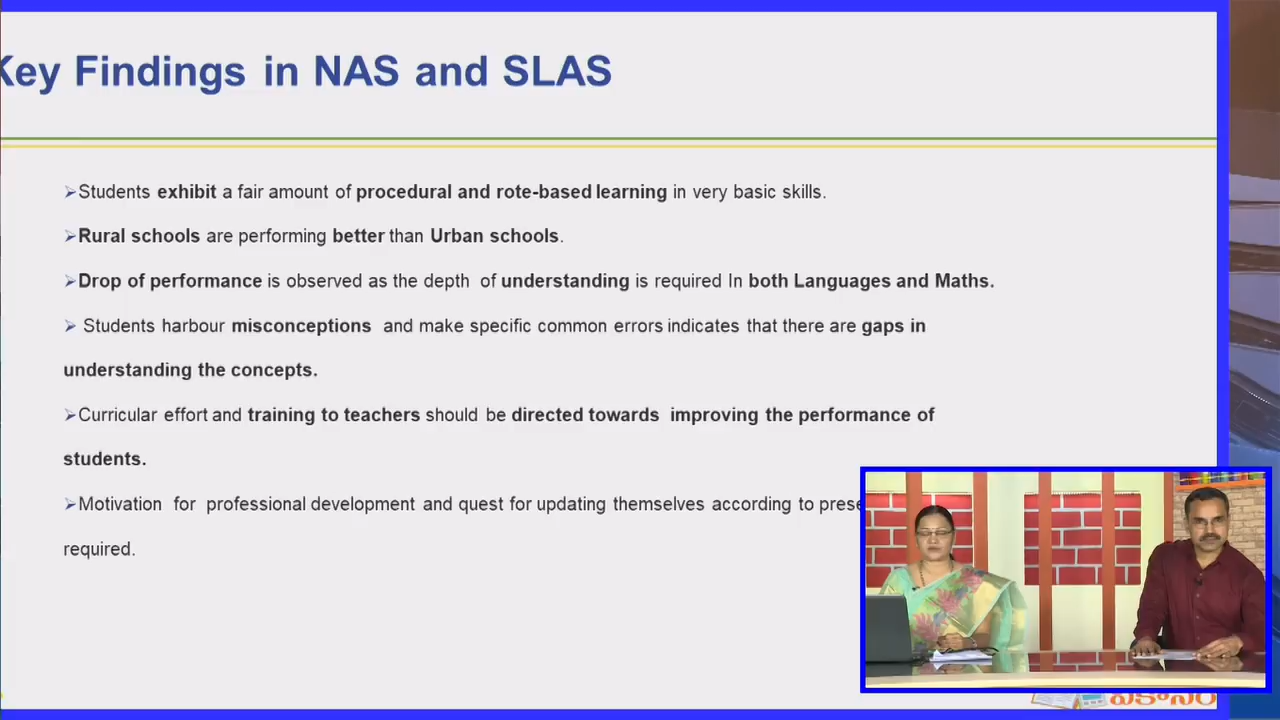 Key Findings in NAS and SLAS
➢Students exhibit a fair amount of procedural and rote-based learning in very basic skills.
➢Rural schools are performing better than Urban schools.
➢Drop of performance is observed as the depth of understanding is required In both Languages and Maths.
➢ Students harbour misconceptions and make specific common errors indicates that there are gaps in
understanding the concepts.
➢Curricular effort and training to teachers should be directed towards improving the performance of
students.
➢Motivation for professional development and quest for updating themselves according to
required.